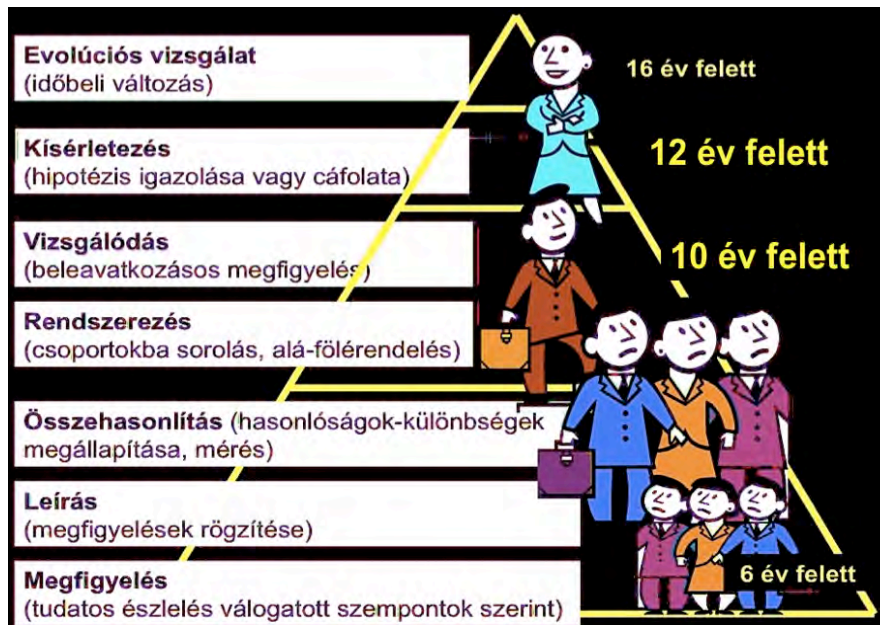 Evolúciós vizsgálat
(időbeli változás)
16 év felett
Kísérletezés
(hipotézis igazolása vagy cáfolata)
12 év felett
Vizsgálódás
(beleavatkozásos megfigyelés)
10 év felett
Rendszerezés
(csoportokba sorolás, alá-fölérendelés)
Összehasonlítás (hasonlóságok-különbségek
megállapítása, mérés)
Leírás
(megfigyelések rögzítése)
Megfigyelés
(tudatos észlelés válogatott szempontok szerint)
6 év felett